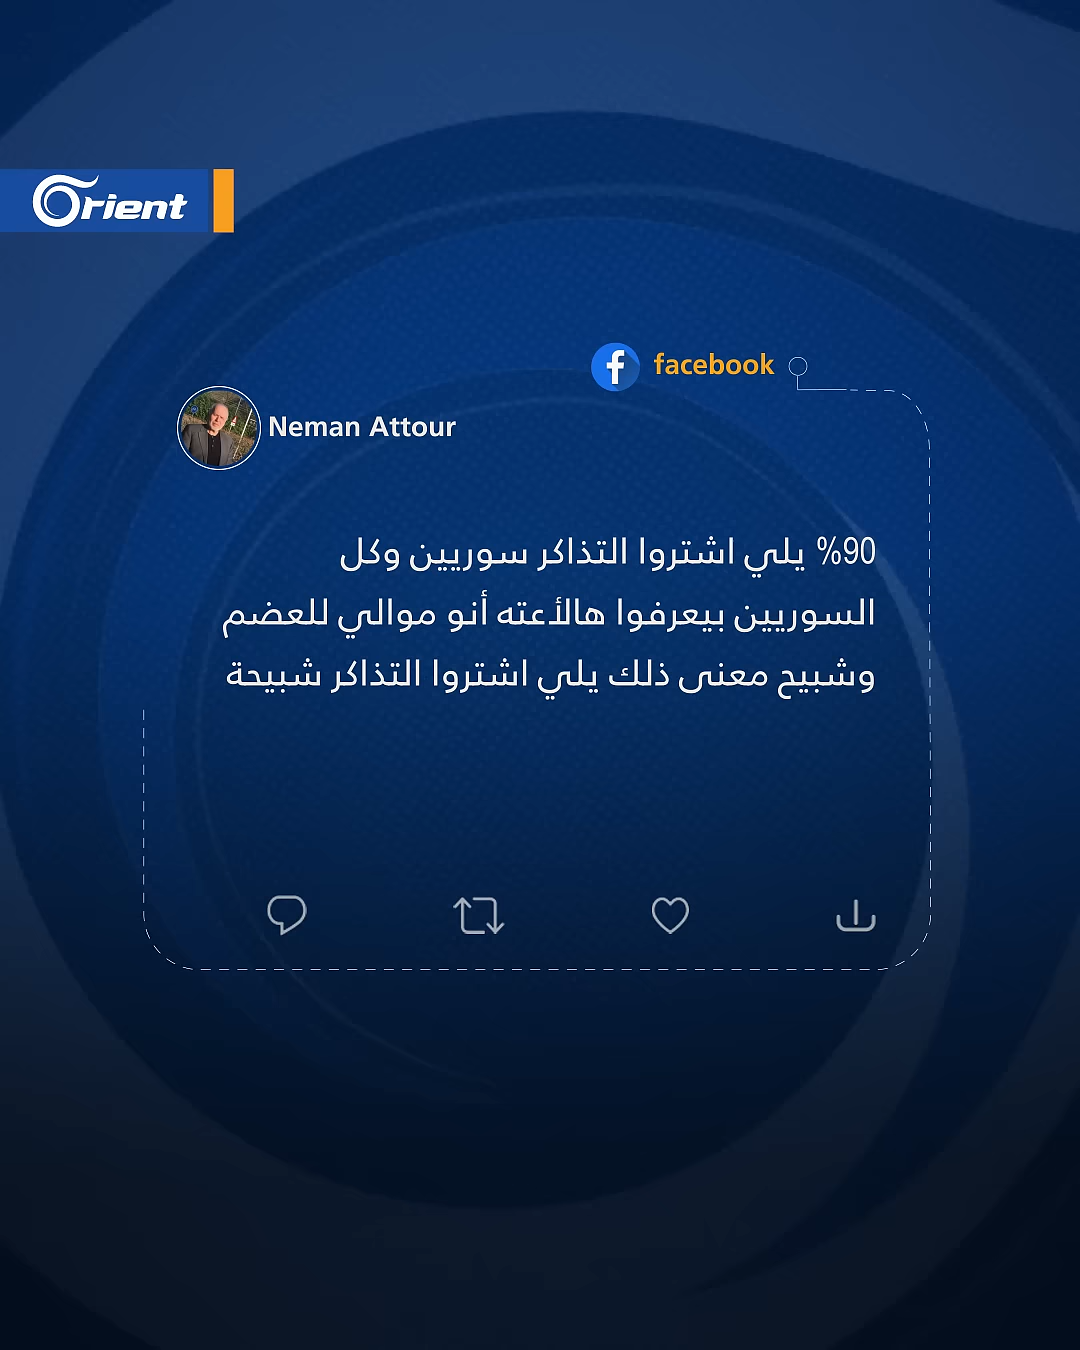 Orient
facebook
Neman Attour
90% يلي اشتروا التذاكر سوريين وكل
السوريين بيعرفوا هالأعته أنو موالي للعضم
وشبيح معنى ذلك يلي اشتروا التذاكر شبيحة